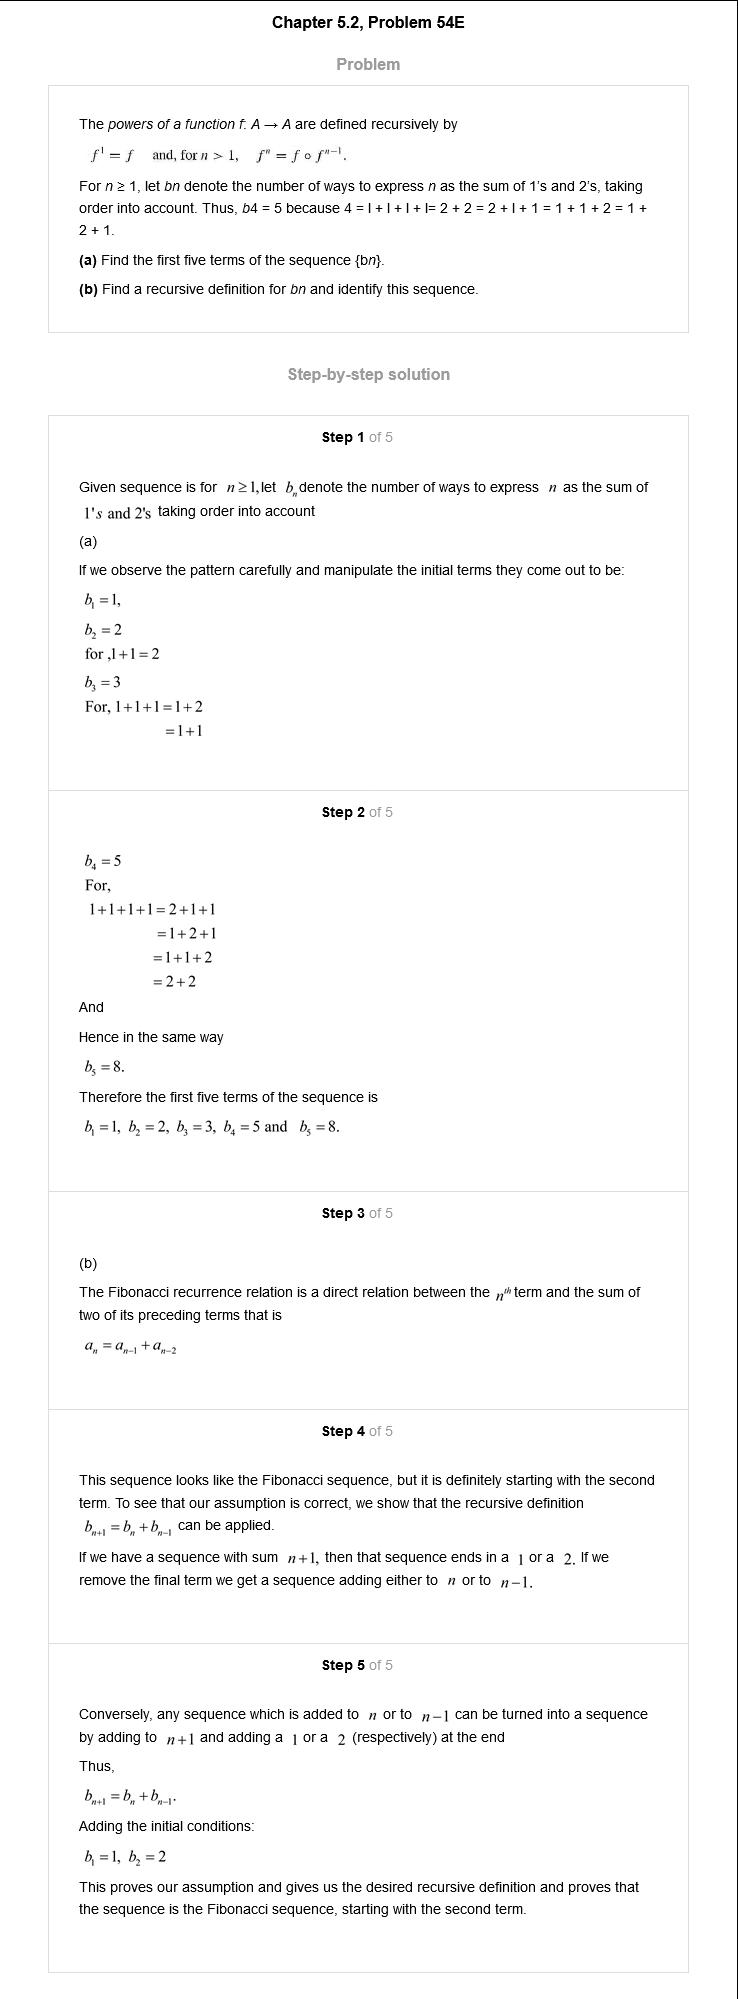 Chapter 5.2, Problem 54E
Problem
The powers of a function f: A → A are defined recursively by
f¹ = f and, for n > 1, fⁿ = f ∘ fⁿ⁻¹.
For n ≥ 1, let bn denote the number of ways to express n as the sum of 1's and 2's, taking
order into account. Thus, b4 = 5 because 4 = I + I + I + I= 2 + 2 = 2 + I + 1 = 1 + 1 + 2 = 1 +
2 + 1.
(a) Find the first five terms of the sequence {bn}.
(b) Find a recursive definition for bn and identify this sequence.
Step-by-step solution
Step 1 of 5
Given sequence is for n ≥ 1, let b_n denote the number of ways to express n as the sum of
1's and 2's taking order into account
(a)
If we observe the pattern carefully and manipulate the initial terms they come out to be:
b₁ = 1,
b₂ = 2
for ,1+1=2
b₃ = 3
For, 1+1+1=1+2
=1+1
Step 2 of 5
b₄ = 5
For,
1+1+1+1=2+1+1
=1+2+1
=1+1+2
=2+2
And
Hence in the same way
b₅ = 8.
Therefore the first five terms of the sequence is
b₁ = 1, b₂ = 2, b₃ = 3, b₄ = 5 and b₅ = 8.
Step 3 of 5
(b)
The Fibonacci recurrence relation is a direct relation between the nᵗʰ term and the sum of
two of its preceding terms that is
a_n = a_{n-1} + a_{n-2}
Step 4 of 5
This sequence looks like the Fibonacci sequence, but it is definitely starting with the second
term. To see that our assumption is correct, we show that the recursive definition
b_{n+1} = b_n + b_{n-1} can be applied.
If we have a sequence with sum n+1, then that sequence ends in a 1 or a 2. If we
remove the final term we get a sequence adding either to n or to n−1.
Step 5 of 5
Conversely, any sequence which is added to n or to n−1 can be turned into a sequence
by adding to n+1 and adding a 1 or a 2 (respectively) at the end
Thus,
b_{n+1} = b_n + b_{n-1}.
Adding the initial conditions:
b₁ = 1, b₂ = 2
This proves our assumption and gives us the desired recursive definition and proves that
the sequence is the Fibonacci sequence, starting with the second term.